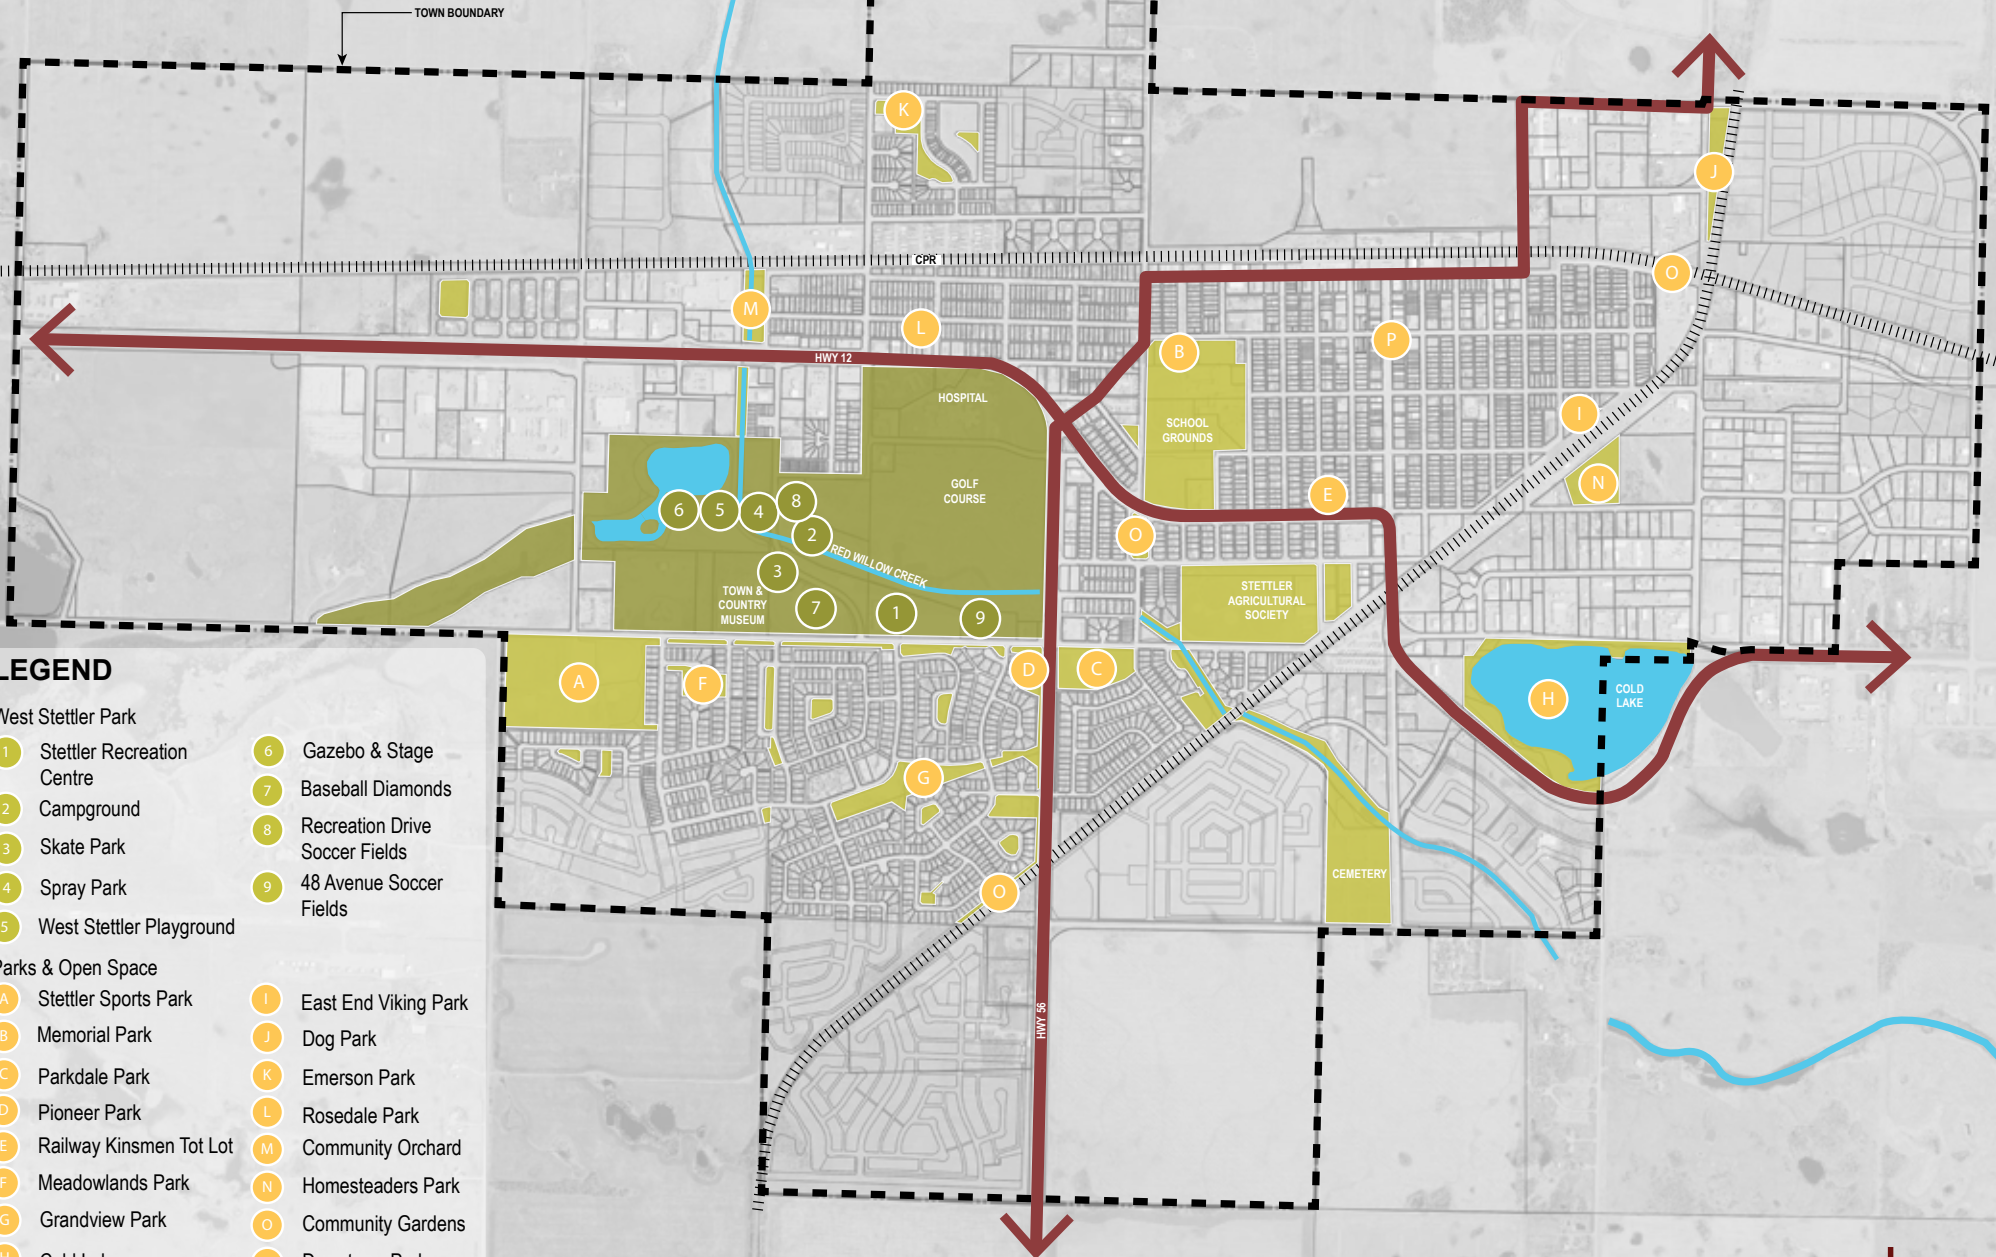 TOWN BOUNDARY
K
J
CPR
O
M
L
B
P
HWY 12
HOSPITAL
I
SCHOOL
GROUNDS
GOLF
COURSE
N
E
6
5
4
8
2
O
RED WILLOW CREEK
3
TOWN &
COUNTRY
MUSEUM
7
1
9
STETTLER
AGRICULTURAL
SOCIETY
A
F
D
C
H
COLD
LAKE
G
O
CEMETERY
HWY 56
LEGEND
West Stettler Park
1 Stettler Recreation
Centre
2 Campground
3 Skate Park
4 Spray Park
5 West Stettler Playground
6 Gazebo & Stage
7 Baseball Diamonds
8 Recreation Drive
Soccer Fields
9 48 Avenue Soccer
Fields
Parks & Open Space
A Stettler Sports Park
B Memorial Park
C Parkdale Park
D Pioneer Park
E Railway Kinsmen Tot Lot
F Meadowlands Park
G Grandview Park
H
I East End Viking Park
J Dog Park
K Emerson Park
L Rosedale Park
M Community Orchard
N Homesteaders Park
O Community Gardens